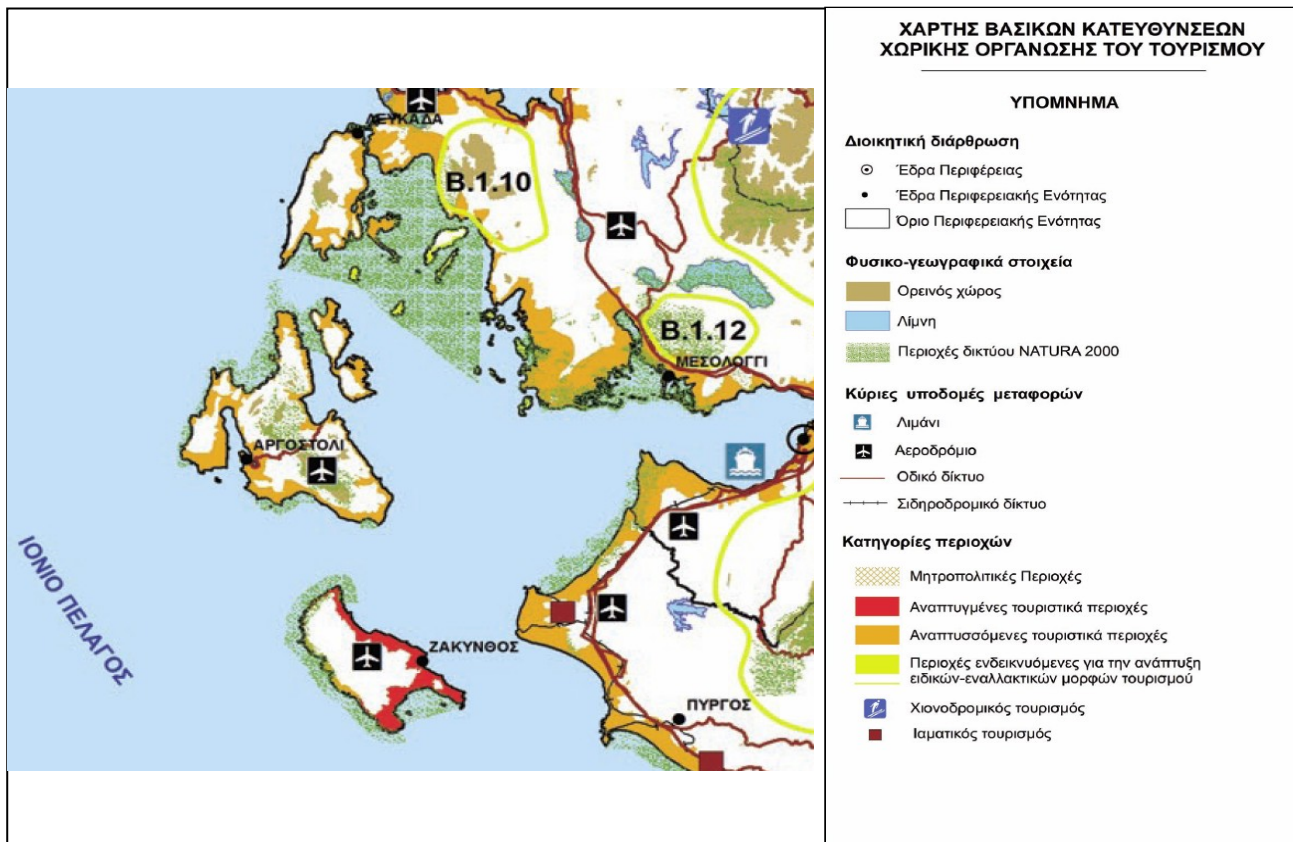 ΛΕΥΚΑΔΑ
Β.1.10
Β.1.12
ΜΕΣΟΛΟΓΓΙ
ΑΡΓΟΣΤΟΛΙ
ΙΟΝΙΟ ΠΕΛΑΓΟΣ
ΖΑΚΥΝΘΟΣ
ΠΥΡΓΟΣ
ΧΑΡΤΗΣ ΒΑΣΙΚΩΝ ΚΑΤΕΥΘΥΝΣΕΩΝ
ΧΩΡΙΚΗΣ ΟΡΓΑΝΩΣΗΣ ΤΟΥ ΤΟΥΡΙΣΜΟΥ
ΥΠΟΜΝΗΜΑ
Διοικητική διάρθρωση
Έδρα Περιφέρειας
Έδρα Περιφερειακής Ενότητας
Όριο Περιφερειακής Ενότητας
Φυσικο-γεωγραφικά στοιχεία
Ορεινός χώρος
Λίμνη
Περιοχές δικτύου NATURA 2000
Κύριες υποδομές μεταφορών
Λιμάνι
Αεροδρόμιο
Οδικό δίκτυο
Σιδηροδρομικό δίκτυο
Κατηγορίες περιοχών
Μητροπολιτικές Περιοχές
Αναπτυγμένες τουριστικά περιοχές
Αναπτυσσόμενες τουριστικά περιοχές
Περιοχές ενδεικνυόμενες για την ανάπτυξη
ειδικών-εναλλακτικών μορφών τουρισμού
Χιονοδρομικός τουρισμός
Ιαματικός τουρισμός